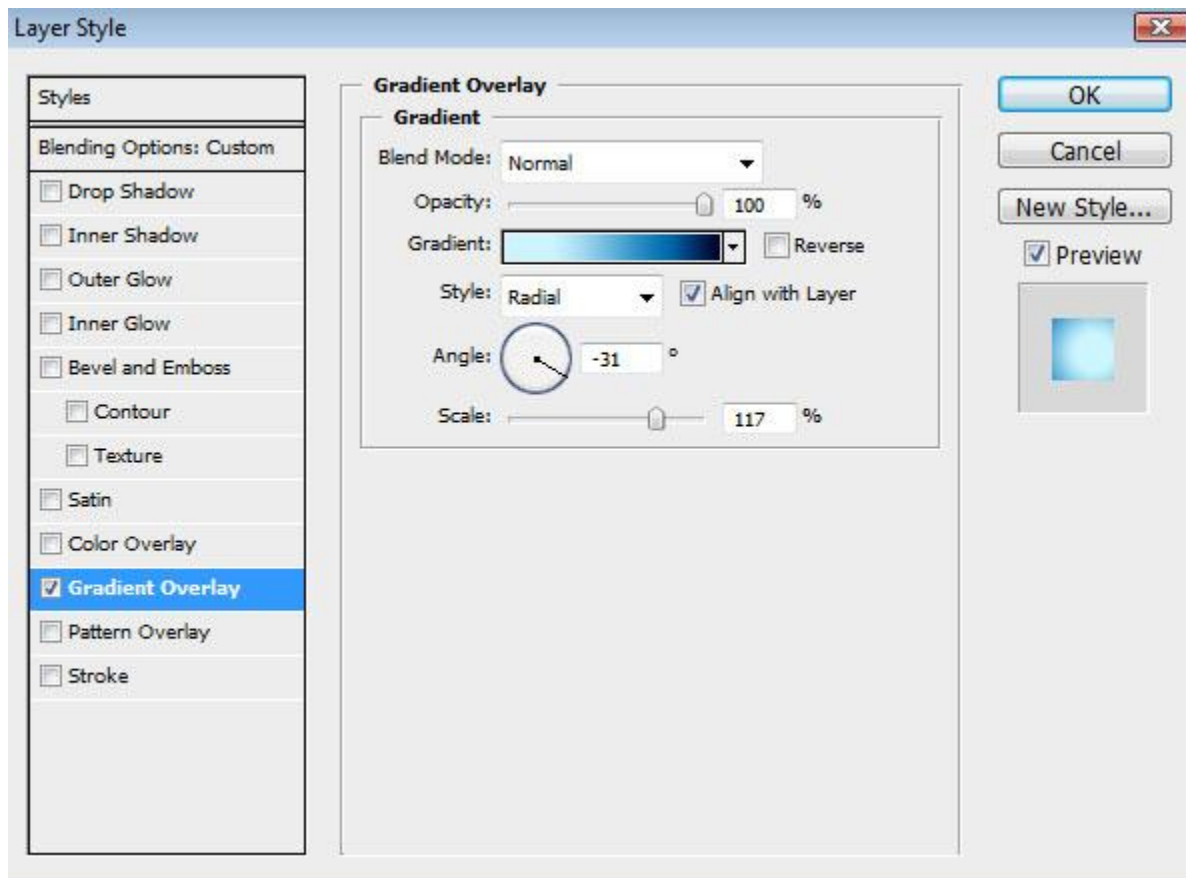 Layer Style
Styles
Blending Options: Custom
Drop Shadow
Inner Shadow
Outer Glow
Inner Glow
Bevel and Emboss
Contour
Texture
Satin
Color Overlay
Gradient Overlay
Pattern Overlay
Stroke
Gradient Overlay
Gradient
Blend Mode: Normal
Opacity: 100 %
Gradient: Reverse
Style: Radial Align with Layer
Angle: -31 °
Scale: 117 %
OK
Cancel
New Style...
Preview